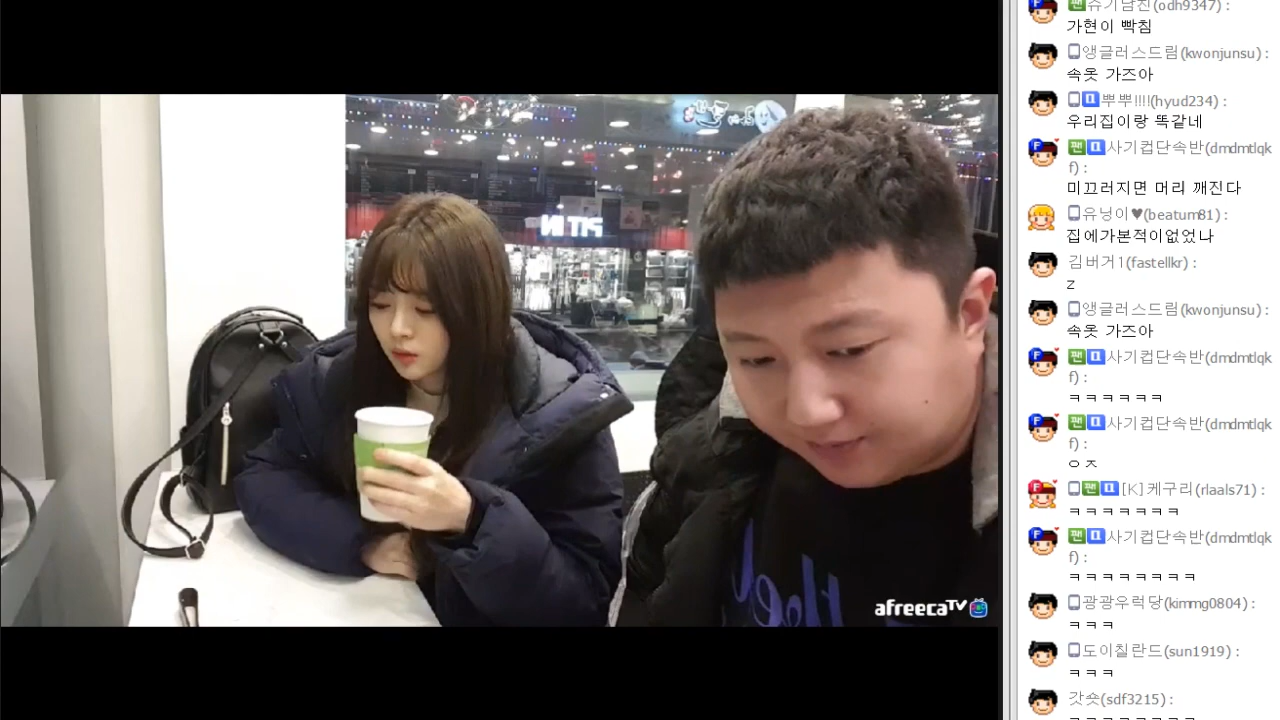 afreecaTV
팬 슈기남친(odh9347) :
가현이 빡침
앵글러스드림(kwonjunsu) :
속옷 가즈아
뿌뿌!!!!(hyud234) :
우리집이랑 똑같네
팬 사기컵단속반(dmdmtlqk
f) :
미끄러지면 머리 깨진다
유닝이♥(beatum81) :
집에가본적이없었나
김버거1(fastellkr) :
z
앵글러스드림(kwonjunsu) :
속옷 가즈아
팬 사기컵단속반(dmdmtlqk
f) :
ㅋㅋㅋㅋㅋㅋ
팬 사기컵단속반(dmdmtlqk
f) :
ㅇㅈ
팬 [K]케구리(rlaals71) :
ㅋㅋㅋㅋㅋㅋㅋ
팬 사기컵단속반(dmdmtlqk
f) :
ㅋㅋㅋㅋㅋㅋㅋㅋ
광광우럭당(kimmg0804) :
ㅋㅋㅋ
도이칠란드(sun1919) :
ㅋㅋㅋ
갓숏(sdf3215) :